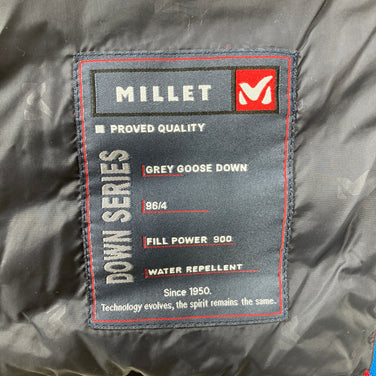 MILLET
PROVED QUALITY
DOWN SERIES
GREY GOOSE DOWN
96/4
FILL POWER 900
WATER REPELLENT
Since 1950.
Technology evolves, the spirit remains the same.